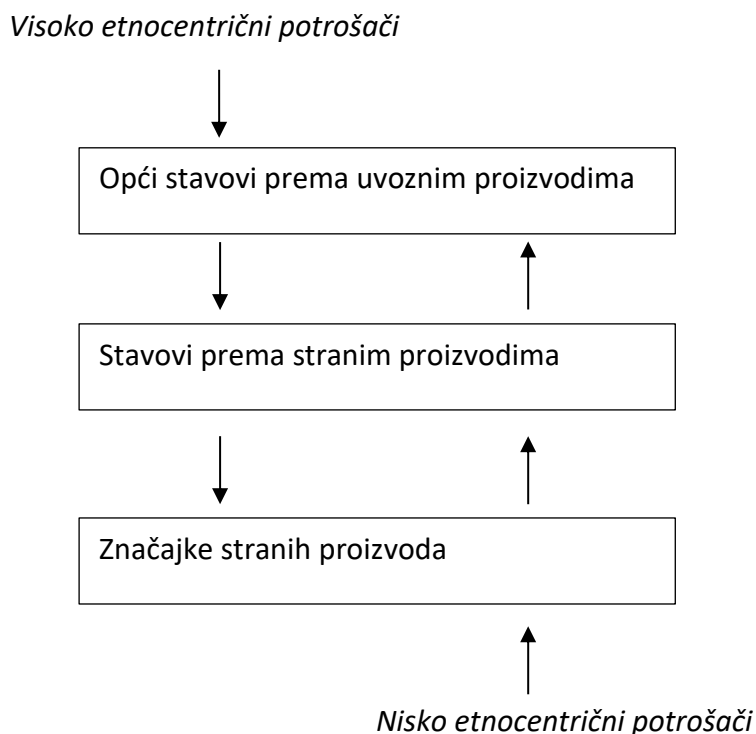 Visoko etnocentrični potrošači
Opći stavovi prema uvoznim proizvodima
Stavovi prema stranim proizvodima
Značajke stranih proizvoda
Nisko etnocentrični potrošači